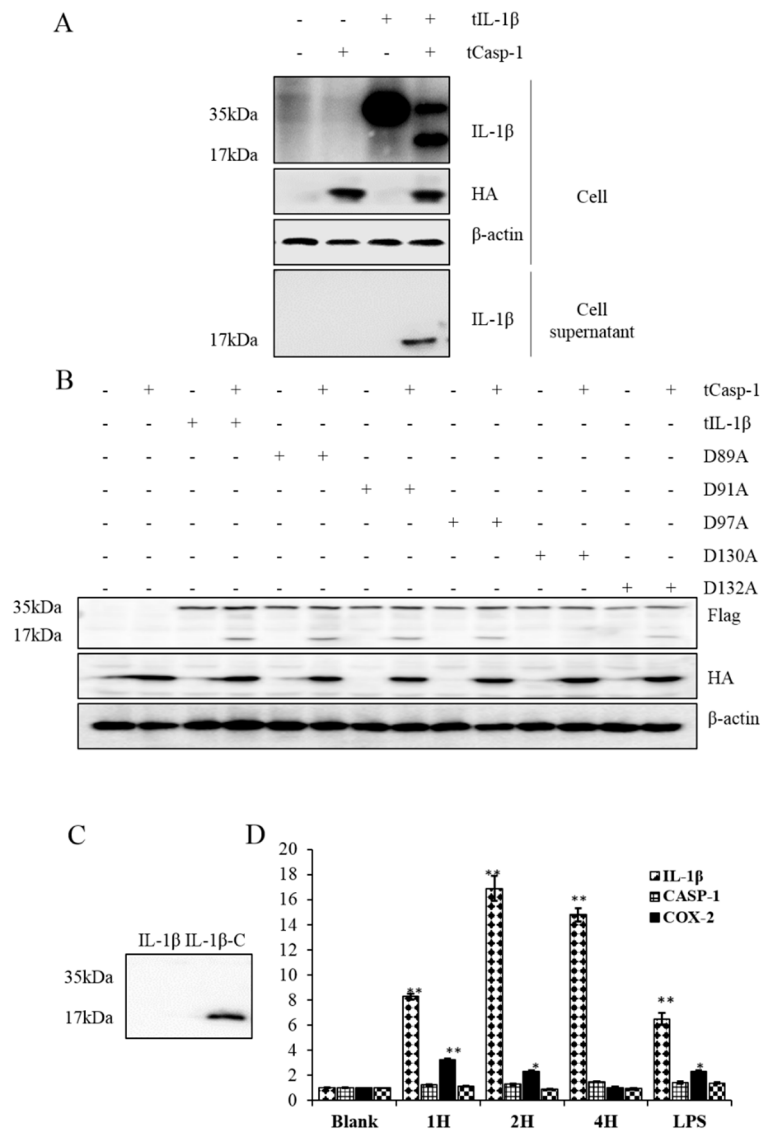 A
- - + + tIL-1β
- + - + tCasp-1
35kDa
17kDa
IL-1β
HA
β-actin
Cell
17kDa
IL-1β
Cell
supernatant
B
- + - + - + - + - + - + - + tCasp-1
- - + + - - - - - - - - - - tIL-1β
- - - - + + - - - - - - - - D89A
- - - - - - + + - - - - - - D91A
- - - - - - - - + + - - - - D97A
- - - - - - - - - - + + - - D130A
- - - - - - - - - - - - + + D132A
35kDa
17kDa
Flag
HA
β-actin
C
IL-1β IL-1β-C
35kDa
17kDa
D
20
18
16
14
12
10
8
6
4
2
0
** ** ** * ** ** *
IL-1β
CASP-1
COX-2
Blank 1H 2H 4H LPS